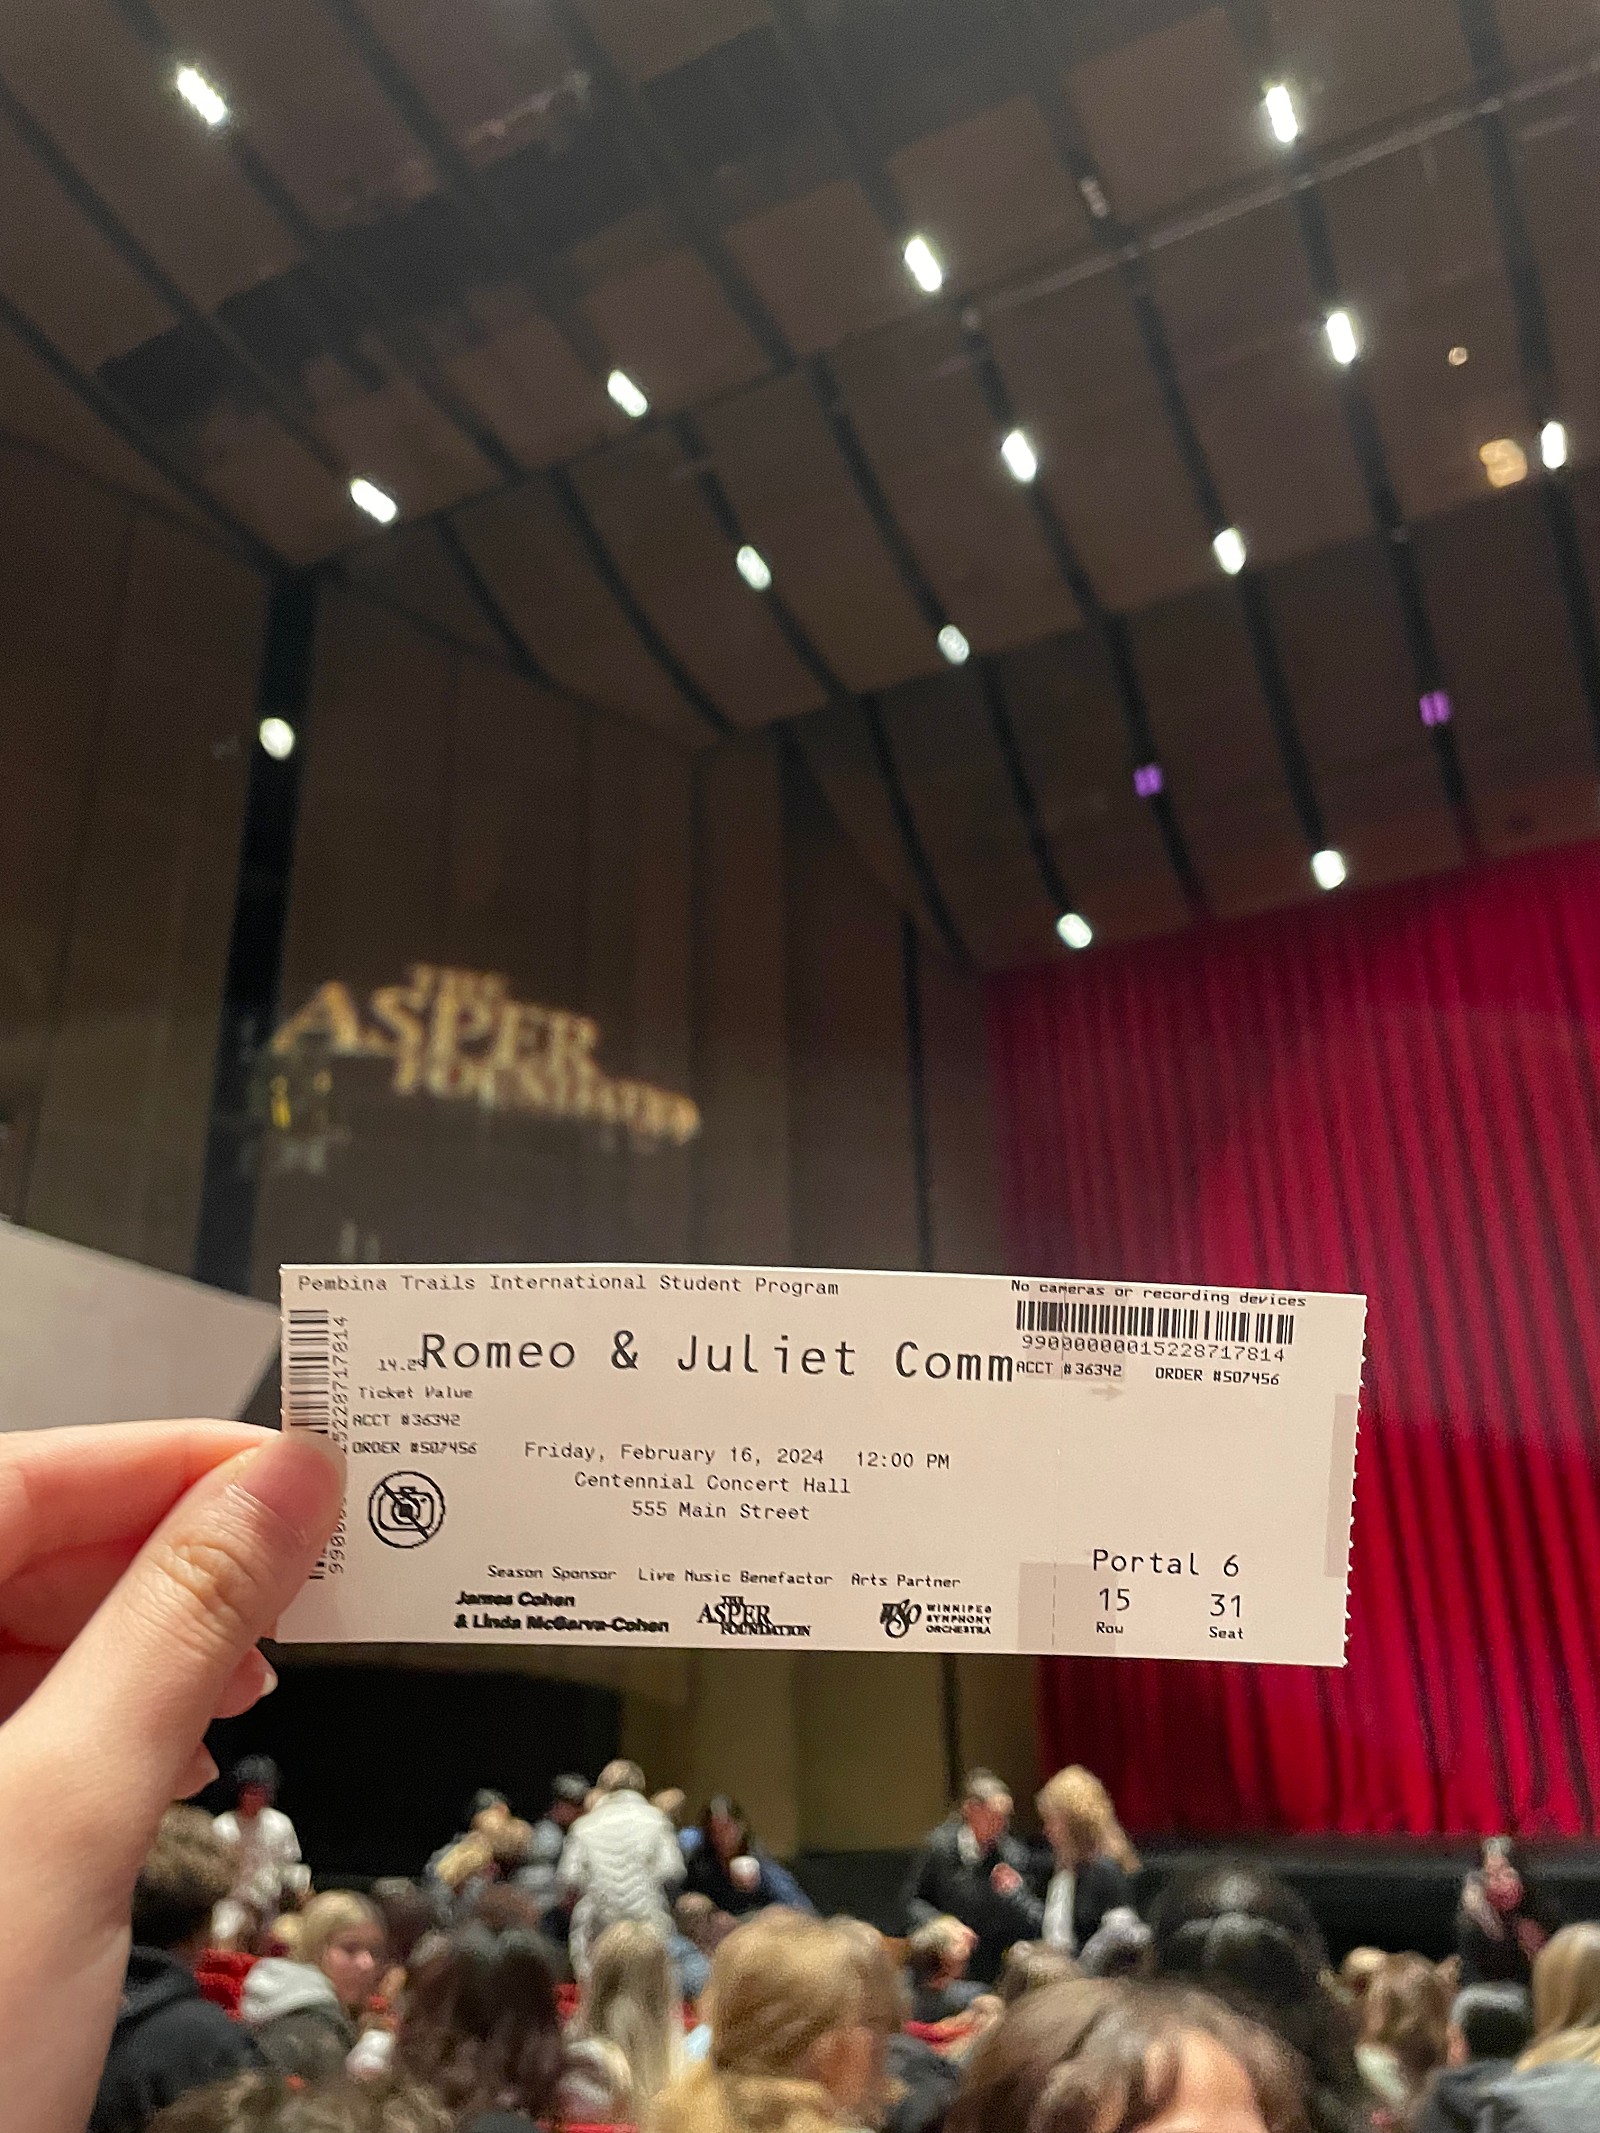 THE
ASPER
FOUNDATION
Pembina Trails International Student Program
No cameras or recording devices
990000000015228717814
14.29
Romeo & Juliet Comm
ACCT #36342 ORDER #507456
Ticket Value
ACCT #36342
ORDER #507456
Friday, February 16, 2024 12:00 PM
Centennial Concert Hall
555 Main Street
Portal 6
15 31
Row Seat
Season Sponsor Live Music Benefactor Arts Partner
James Cohen
& Linda McGarva-Cohen
THE
ASPER
FOUNDATION
WSO
WINNIPEG
SYMPHONY
ORCHESTRA